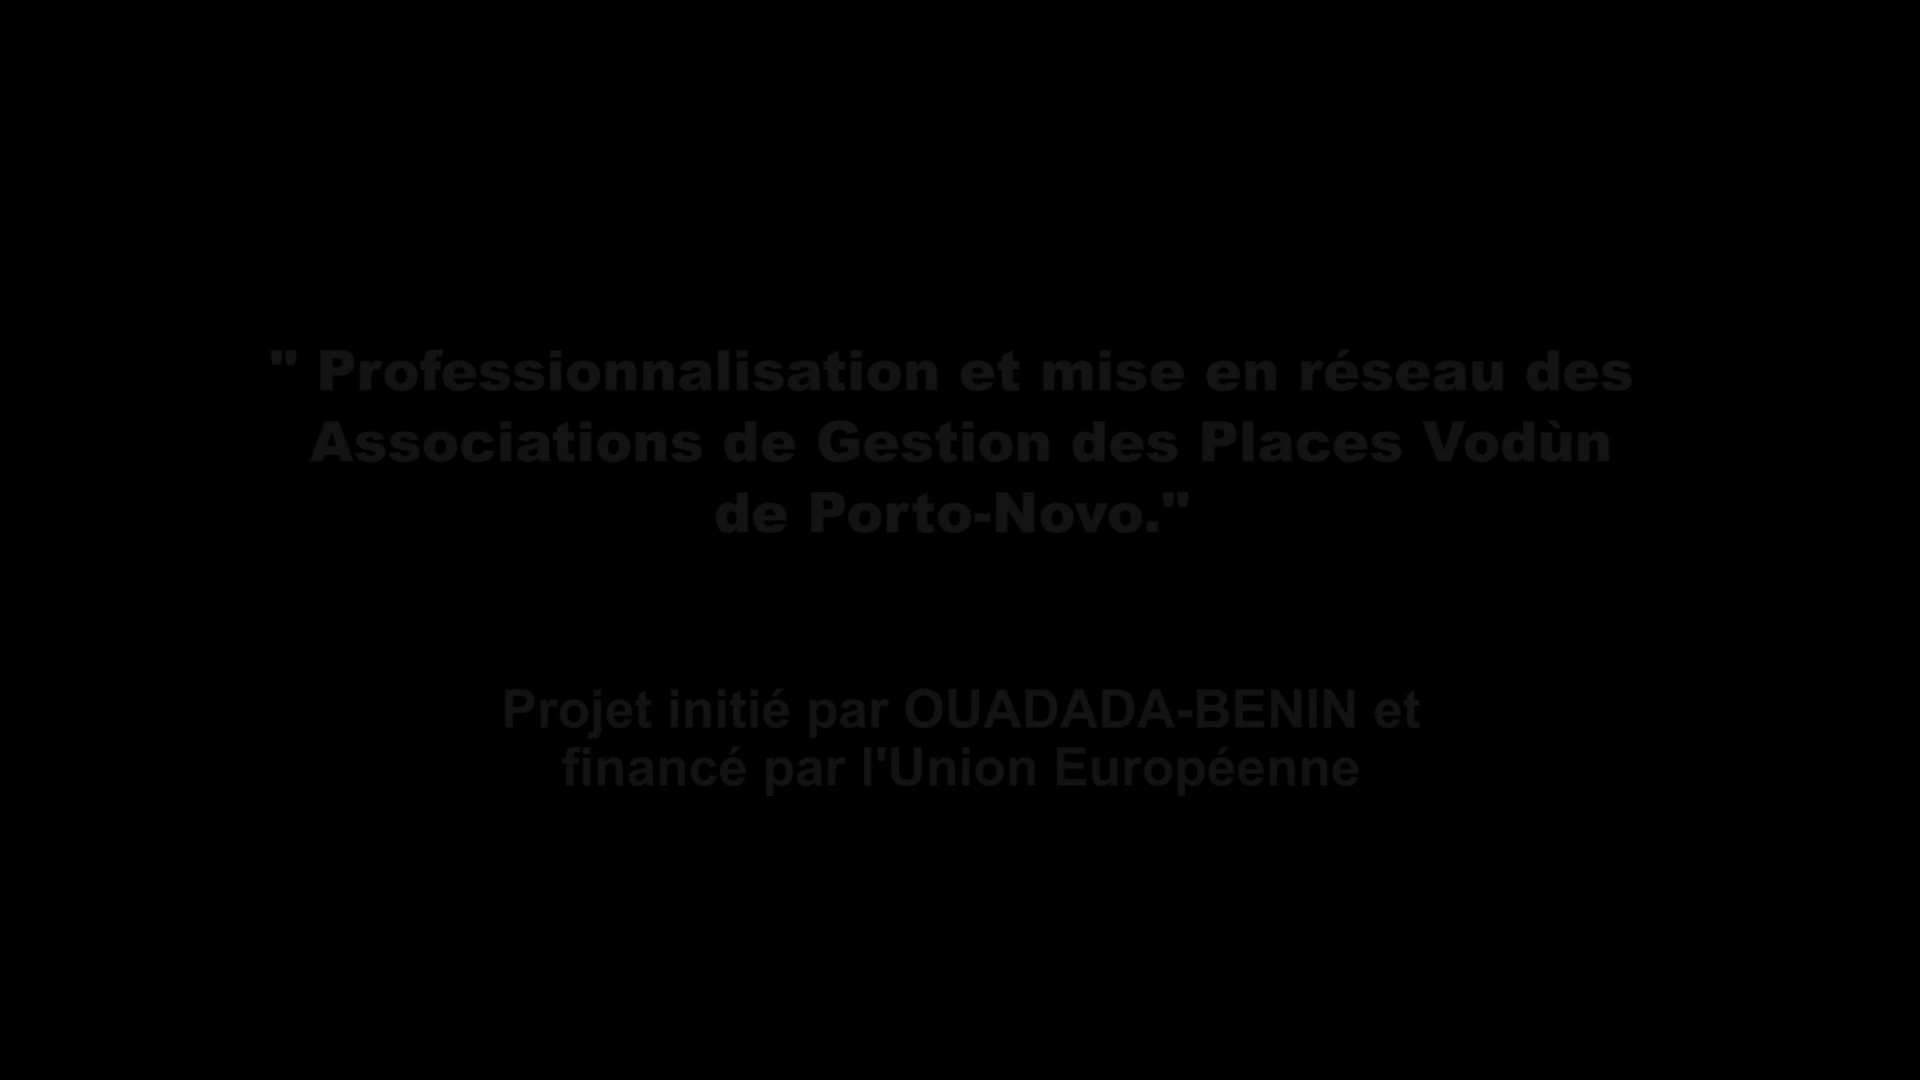 " Professionnalisation et mise en réseau des
Associations de Gestion des Places Vodùn
de Porto-Novo."
Projet initié par OUADADA-BENIN et
financé par l'Union Européenne